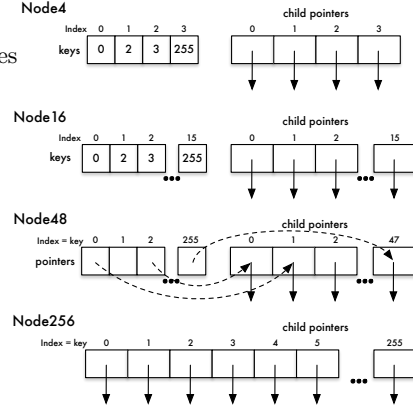 Node4
child pointers
Index 0 1 2 3
0 1 2 3
es
keys 0 2 3 255
Node16
child pointers
Index 0 1 2 15
0 1 2 15
keys 0 2 3 ••• 255
•••
Node48
child pointers
Index = key 0 1 2 255
0 1 2 47
pointers •••
•••
Node256
child pointers
Index = key 0 1 2 3 4 5 255
•••